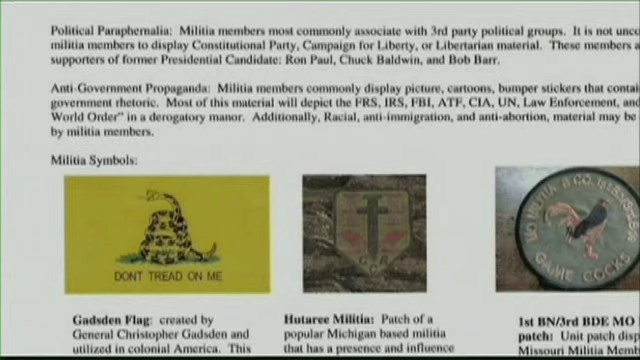 Political Paraphernalia: Militia members most commonly associate with 3rd party political groups. It is not unco
militia members to display Constitutional Party, Campaign for Liberty, or Libertarian material. These members a
supporters of former Presidential Candidate: Ron Paul, Chuck Baldwin, and Bob Barr.
Anti-Government Propaganda: Militia members commonly display picture, cartoons, bumper stickers that contai
government rhetoric. Most of this material will depict the FRS, IRS, FBI, ATF, CIA, UN, Law Enforcement, and
World Order" in a derogatory manor. Additionally, Racial, anti-immigration, and anti-abortion, material may be
by militia members.
Militia Symbols:
DONT TREAD ON ME
GAME COCKS
Gadsden Flag: created by
General Christopher Gadsden and
utilized in colonial America. This
Hutaree Militia: Patch of a
popular Michigan based militia
that has a presence and influence
1st BN/3rd BDE MO
patch: Unit patch disp
Missouri Militia Memb